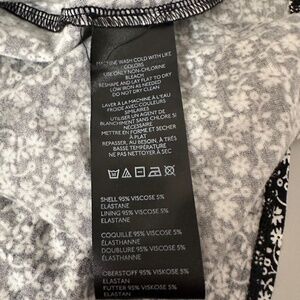 MACHINE WASH COLD WITH LIKE
COLORS
USE ONLY NON-CHLORINE
BLEACH
RESHAPE AND LAY FLAT TO DRY
LOW IRON AS NEEDED
DO NOT DRY CLEAN
LAVER À LA MACHINE À L'EAU
FROIDE AVEC COULEURS
SIMILAIRES
UTILISER UN AGENT DE
BLANCHIMENT SANS CHLORE SI
NÉCESSAIRE
METTRE EN FORME ET SECHER
À PLAT
REPASSER, AU BESOIN, À TRÈS
BASSE TEMPÉRATURE
NE PAS NETTOYER À SEC
SHELL 95% VISCOSE 5%
ELASTANE
LINING 95% VISCOSE 5%
ELASTANE
COQUILLE 95% VISCOSE 5%
ÉLASTHANNE
DOUBLURE 95% VISCOSE 5%
ÉLASTHANNE
OBERSTOFF 95% VISKOSE 5%
ELASTAN
FUTTER 95% VISKOSE 5%
ELASTAN